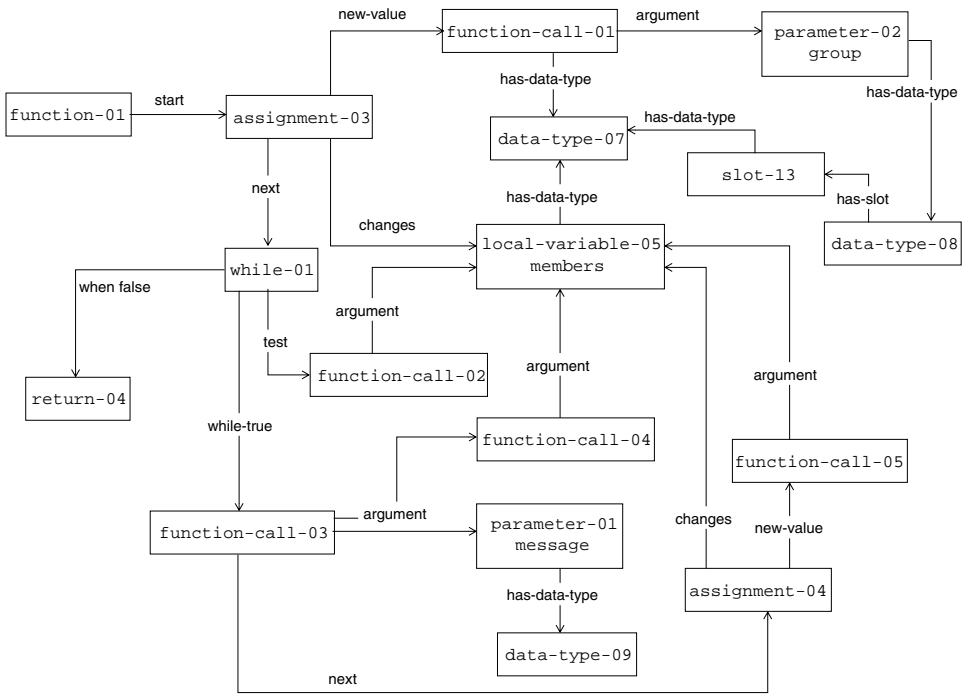 new-value
function-call-01
argument
parameter-02
group
has-data-type
has-data-type
function-01
start
assignment-03
has-data-type
data-type-07
slot-13
next
has-data-type
has-slot
changes
local-variable-05
members
data-type-08
while-01
when false
argument
test
function-call-02
argument
argument
return-04
while-true
function-call-04
function-call-05
argument
function-call-03
parameter-01
message
changes
new-value
has-data-type
assignment-04
data-type-09
next